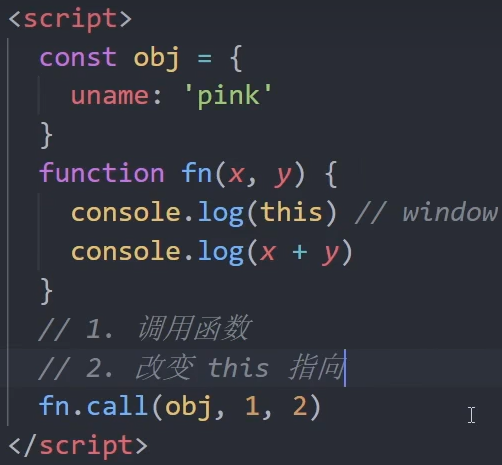 <script>
const obj = {
uname: 'pink'
}
function fn(x, y) {
console.log(this) // window
console.log(x + y)
}
// 1. 调用函数
// 2. 改变 this 指向
fn.call(obj, 1, 2)
</script>